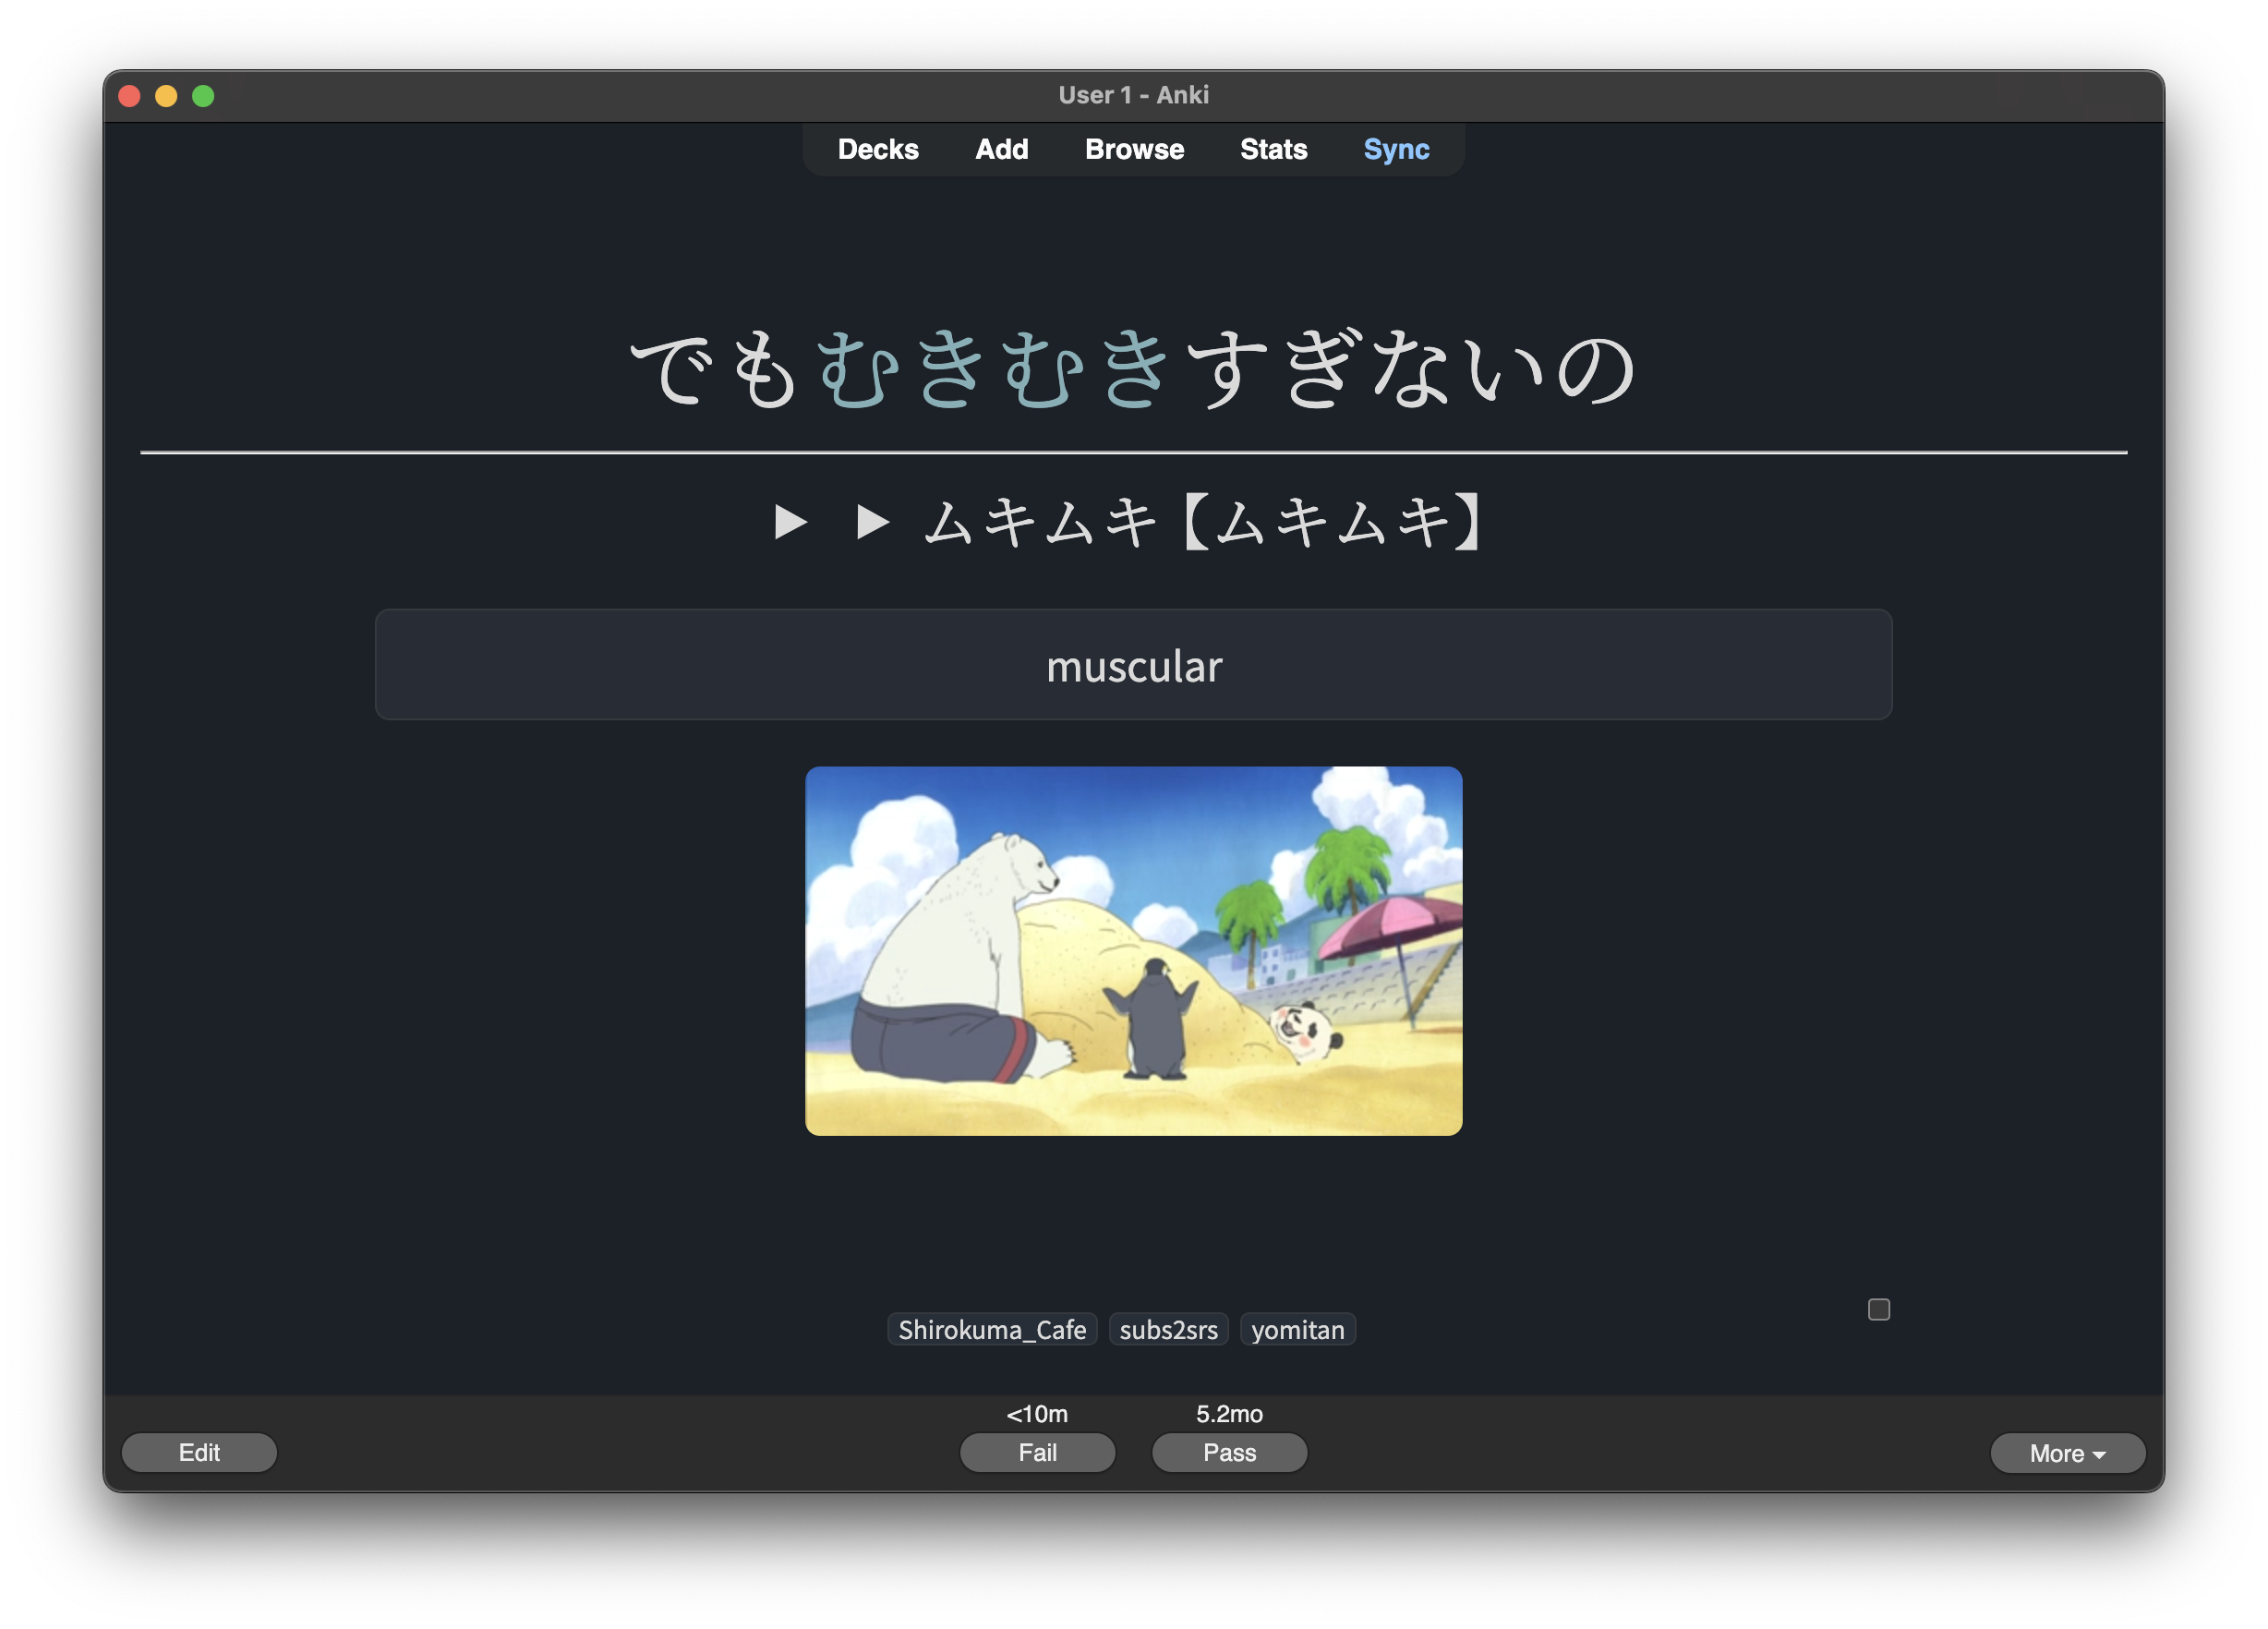 User 1 - Anki
Decks Add Browse Stats Sync
でもむきむきすぎないの
ムキムキ【ムキムキ】
muscular
Shirokuma_Cafe subs2srs yomitan
<10m 5.2mo
Edit Fail Pass More